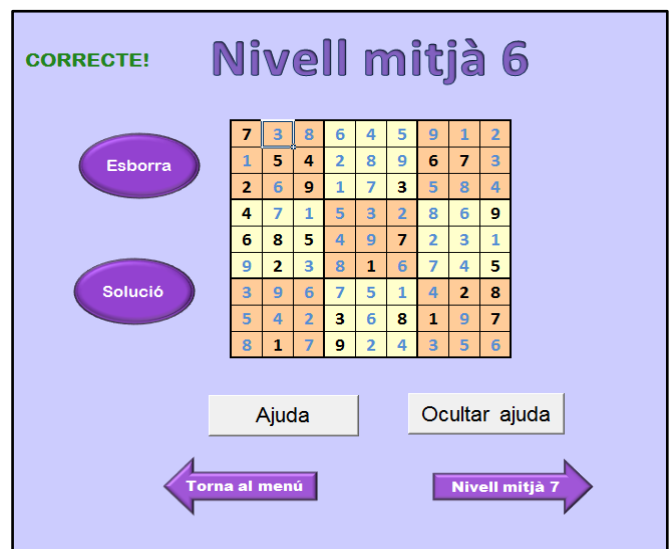 CORRECTE!
Nivell mitjà 6
7 3 8 6 4 5 9 1 2
1 5 4 2 8 9 6 7 3
Esborra
2 6 9 1 7 3 5 8 4
4 7 1 5 3 2 8 6 9
6 8 5 4 9 7 2 3 1
9 2 3 8 1 6 7 4 5
Solució
3 9 6 7 5 1 4 2 8
5 4 2 3 6 8 1 9 7
8 1 7 9 2 4 3 5 6
Ajuda
Ocultar ajuda
Torna al menú
Nivell mitjà 7